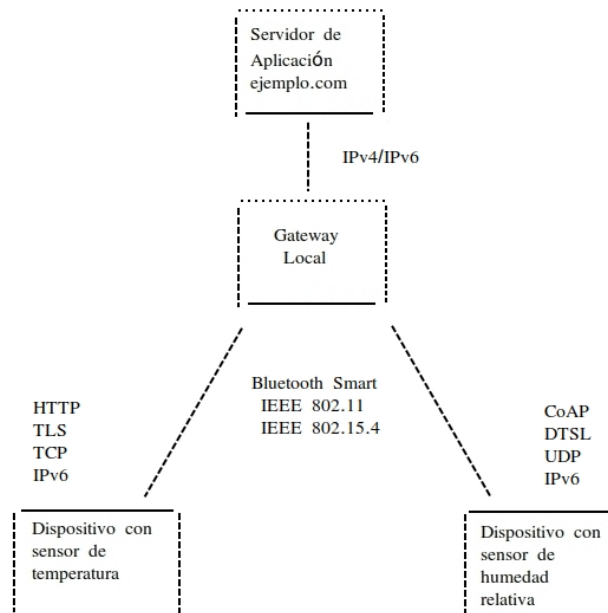 Servidor de
Aplicación
ejemplo.com
IPv4/IPv6
Gateway
Local
Bluetooth Smart
IEEE 802.11
IEEE 802.15.4
HTTP
TLS
TCP
IPv6
CoAP
DTSL
UDP
IPv6
Dispositivo con
sensor de
temperatura
Dispositivo con
sensor de
humedad
relativa